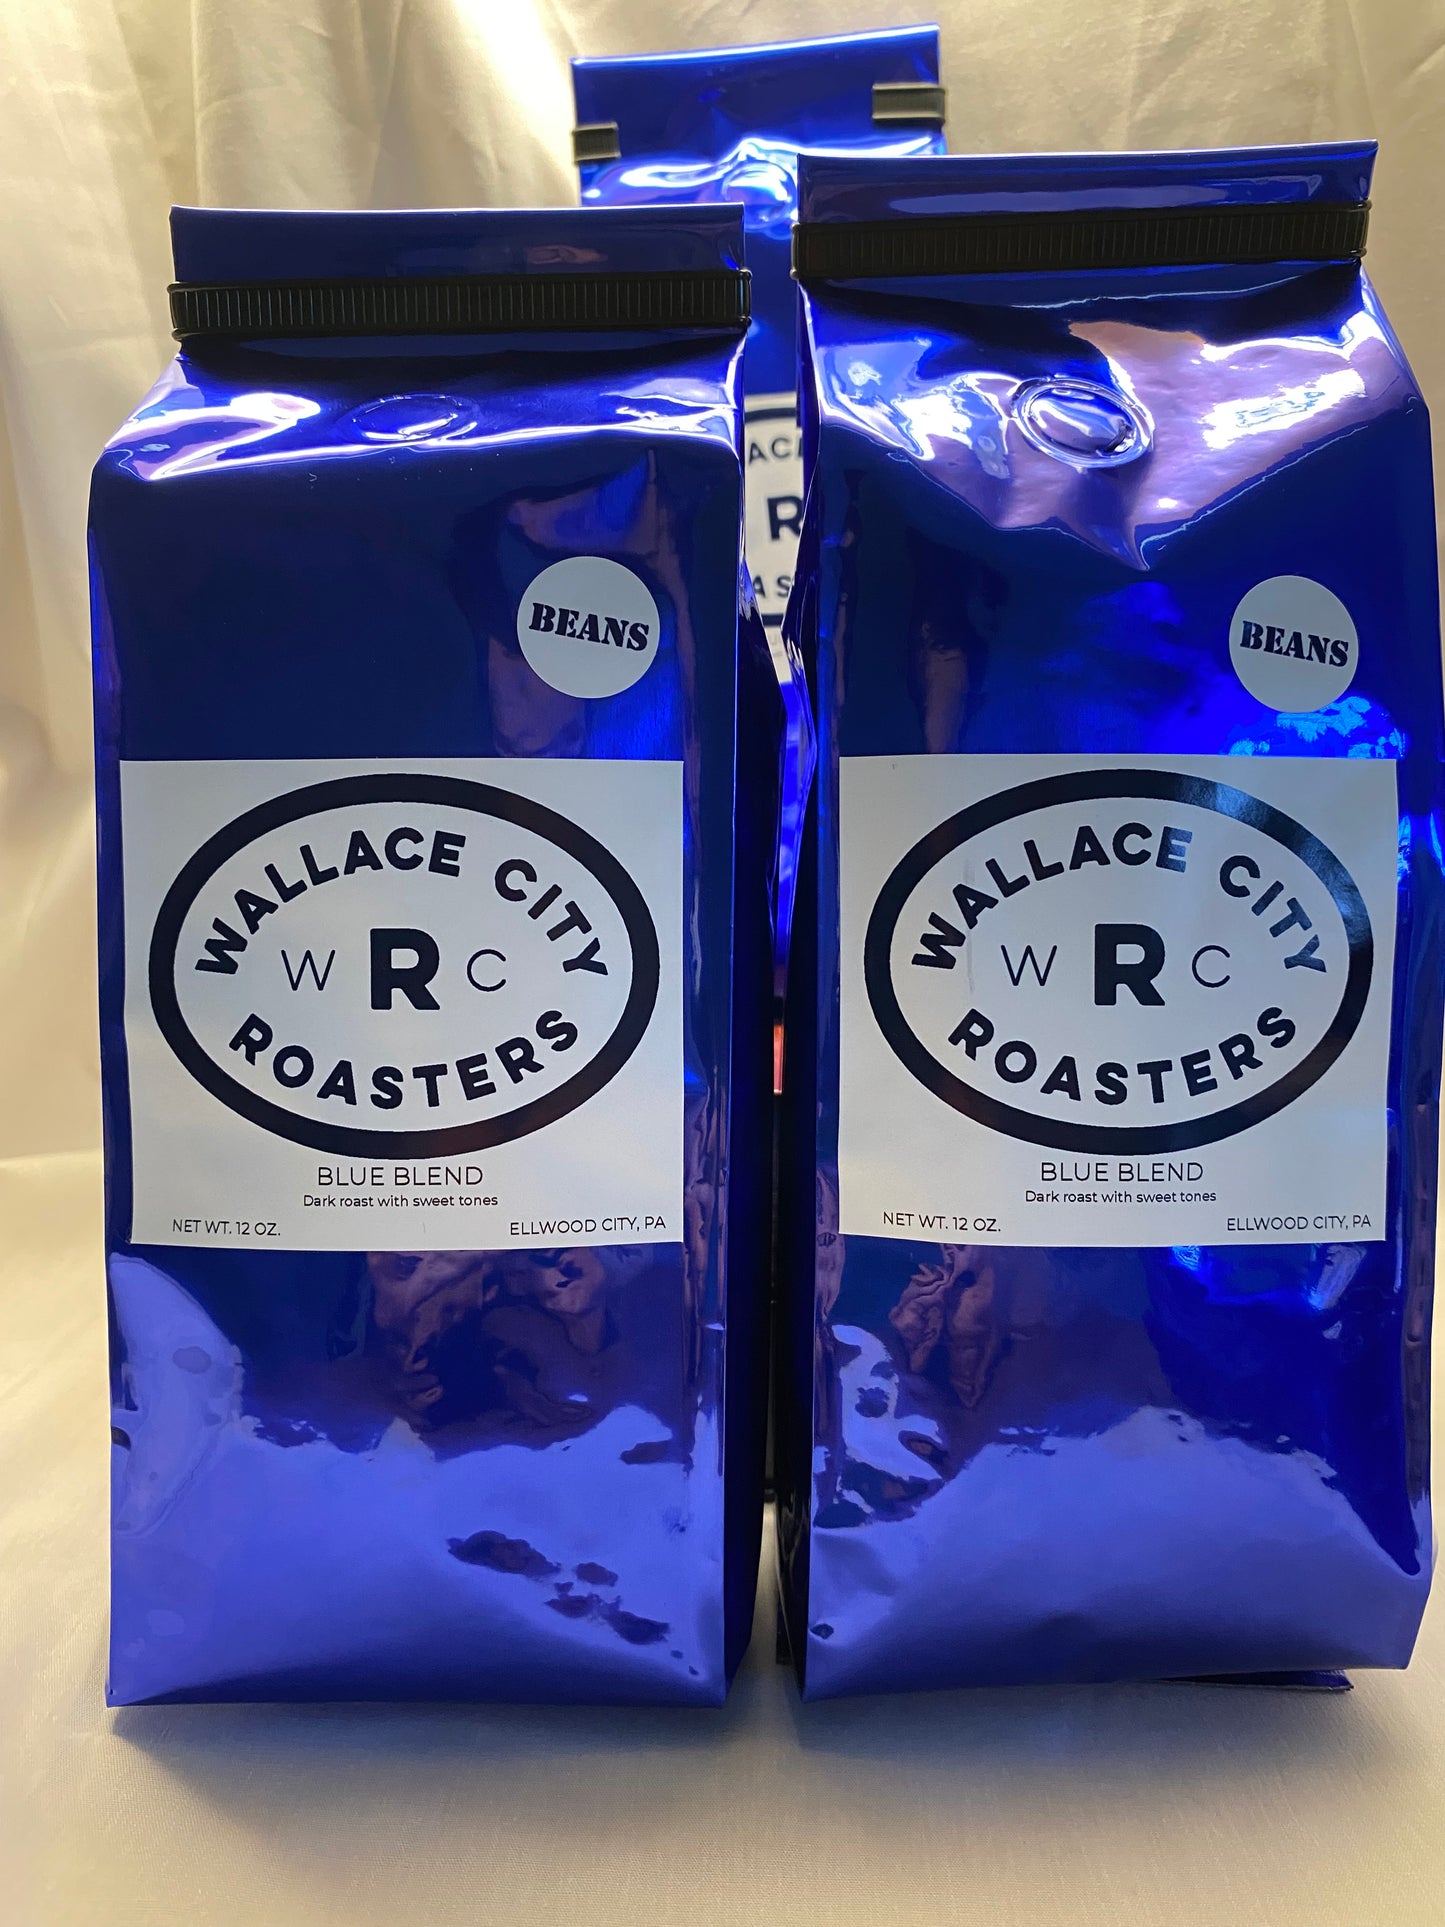 BEANS
WALLACE CITY
W R C
ROASTERS
BLUE BLEND
Dark roast with sweet tones
NET WT. 12 OZ.
ELLWOOD CITY, PA
R
BEANS
WALLACE CITY
W R C
ROASTERS
BLUE BLEND
Dark roast with sweet tones
NET WT. 12 OZ.
ELLWOOD CITY, PA